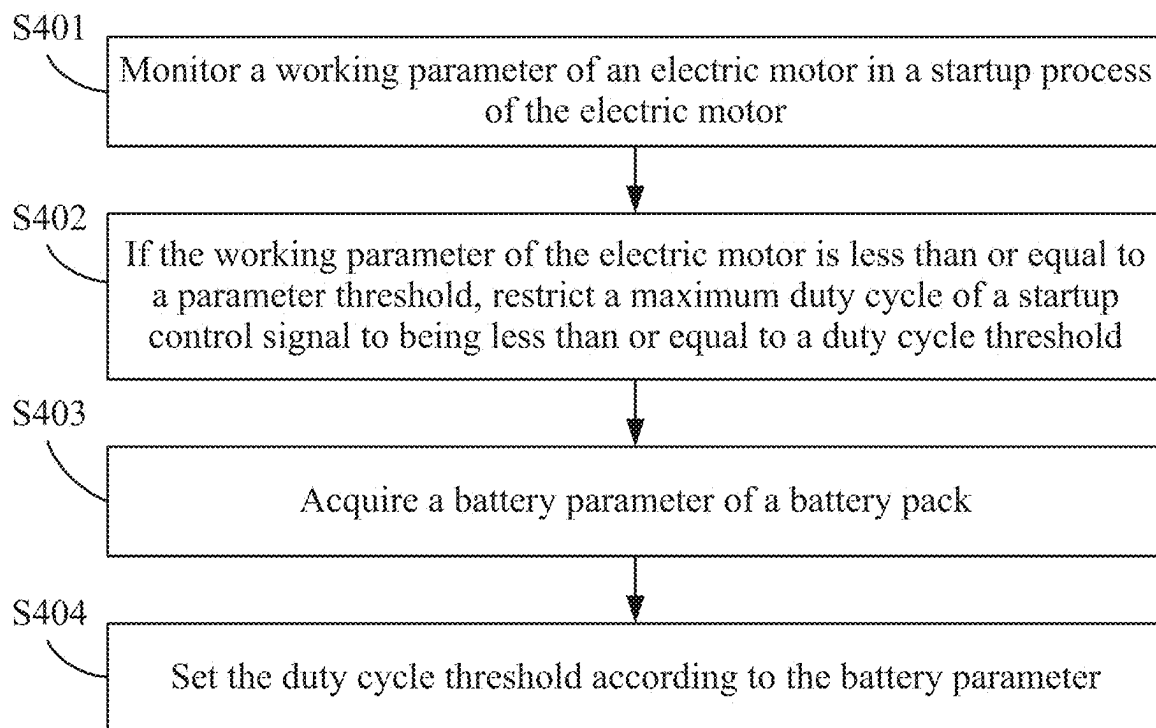 S401
Monitor a working parameter of an electric motor in a startup process
of the electric motor
S402
If the working parameter of the electric motor is less than or equal to
a parameter threshold, restrict a maximum duty cycle of a startup
control signal to being less than or equal to a duty cycle threshold
S403
Acquire a battery parameter of a battery pack
S404
Set the duty cycle threshold according to the battery parameter